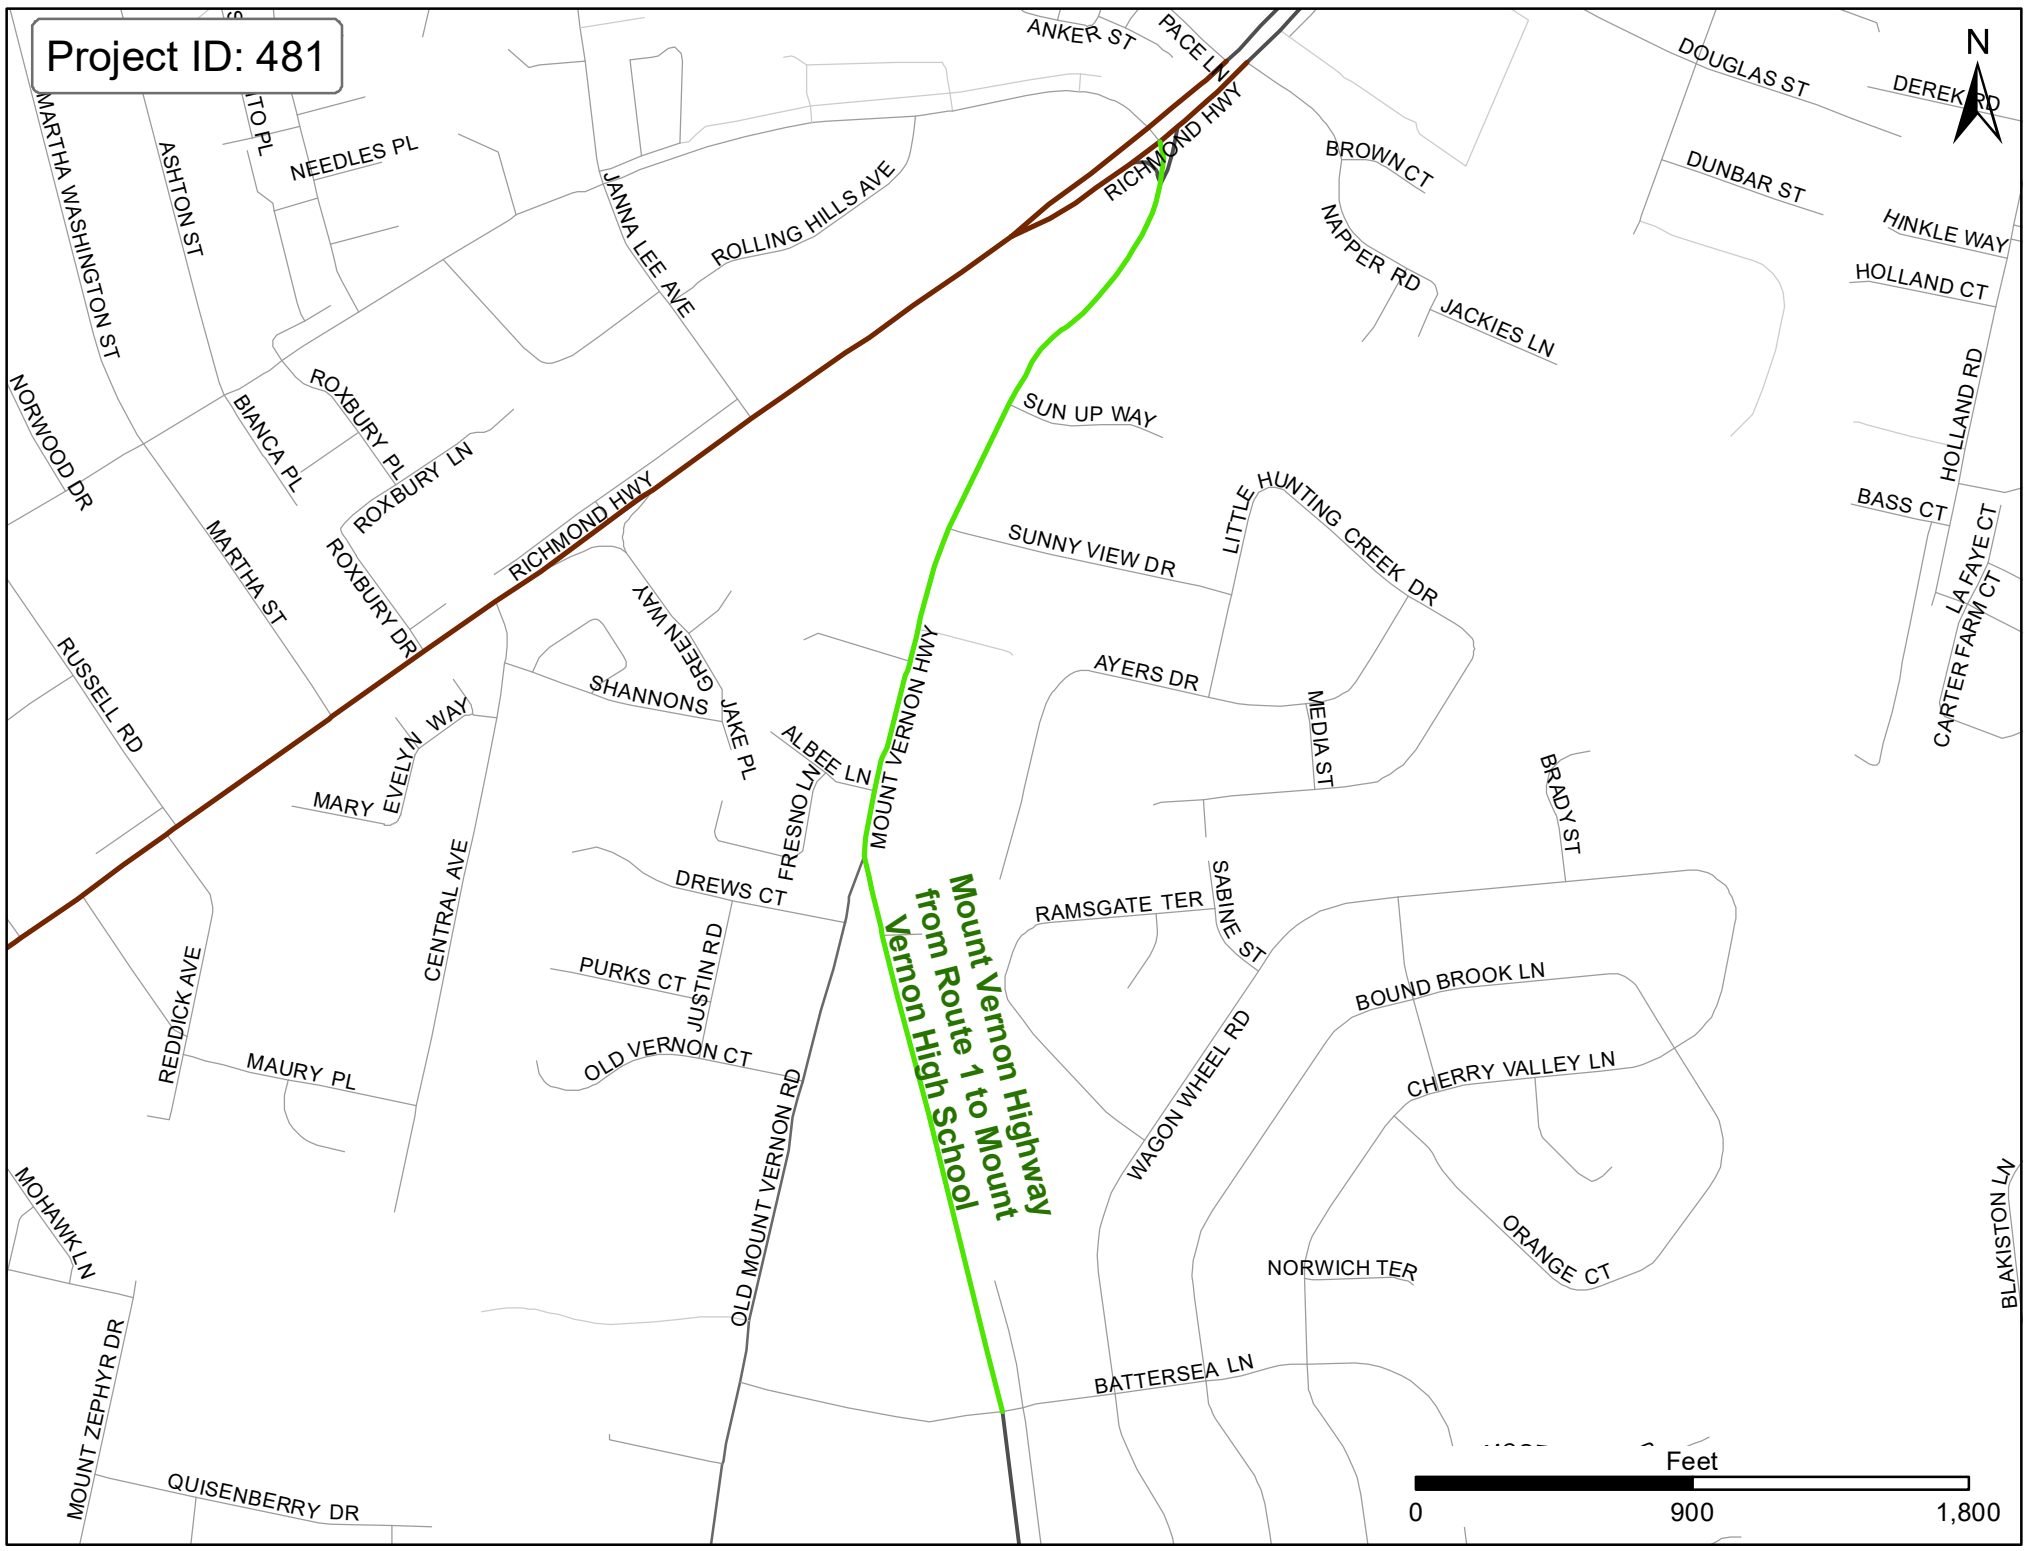 Project ID: 481
N
ANKER ST
PACE LN
RICHMOND HWY
DOUGLAS ST
DEREK RD
MARTHA WASHINGTON ST
ASHTON ST
NEEDLES PL
JANNA LEE AVE
ROLLING HILLS AVE
BROWN CT
DUNBAR ST
NAPPER RD
HINKLE WAY
HOLLAND CT
JACKIES LN
HOLLAND RD
NORWOOD DR
BIANCA PL
ROXBURY PL
ROXBURY LN
SUN UP WAY
LITTLE HUNTING CREEK DR
BASS CT
LAFAYE CT
CARTER FARM CT
MARTHA ST
ROXBURY DR
RICHMOND HWY
SUNNY VIEW DR
GREEN WAY
RUSSELL RD
SHANNONS
JAKE PL
AYERS DR
MEDIA ST
EVELYN WAY
MARY
ALBEE LN
FRESNO LN
MOUNT VERNON HWY
BRADY ST
CENTRAL AVE
DREWS CT
RAMSGATE TER
SABINE ST
Mount Vernon Highway
from Route 1 to Mount
Vernon High School
PURKS CT
JUSTIN RD
BOUND BROOK LN
REDDICK AVE
MAURY PL
OLD VERNON CT
CHERRY VALLEY LN
WAGON WHEEL RD
OLD MOUNT VERNON RD
MOHAWK LN
BLAKISTON LN
ORANGE CT
NORWICH TER
MOUNT ZEPHYR DR
BATTERSEA LN
QUISENBERRY DR
Feet
0 900 1,800